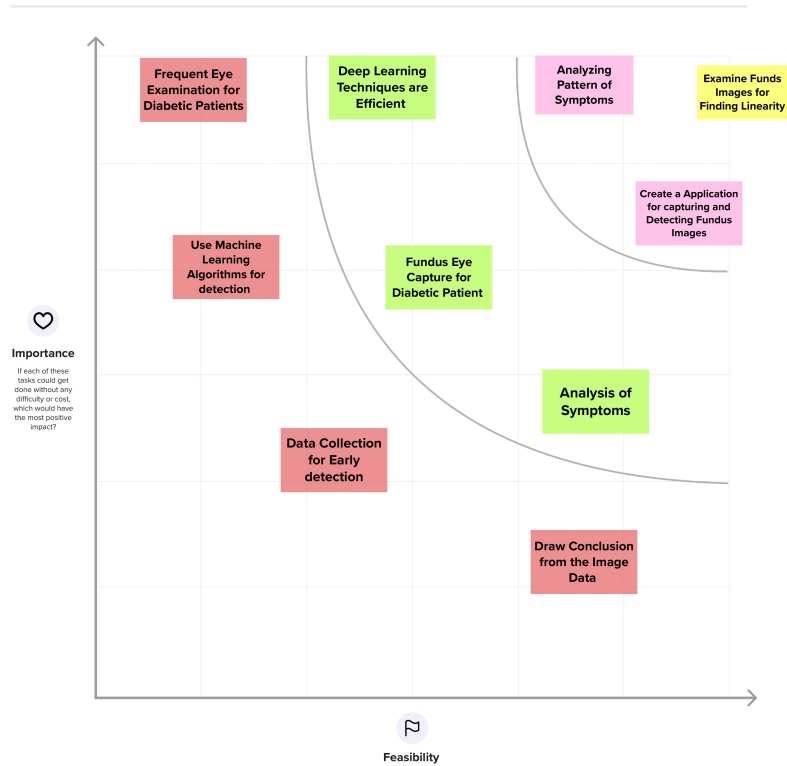 Frequent Eye
Examination for
Diabetic Patients
Deep Learning
Techniques are
Efficient
Analyzing
Pattern of
Symptoms
Examine Funds
Images for
Finding Linearity
Create a Application
for capturing and
Detecting Fundus
Images
Use Machine
Learning
Algorithms for
detection
Fundus Eye
Capture for
Diabetic Patient
Importance
If each of these
tasks could get
done without any
difficulty or cost,
which would have
the most positive
impact?
Analysis of
Symptoms
Data Collection
for Early
detection
Draw Conclusion
from the Image
Data
Feasibility